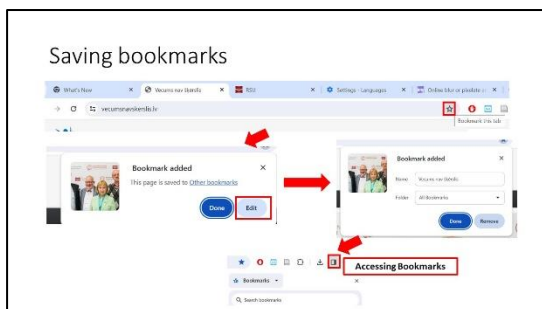 Saving bookmarks
What's New
Vecums nav šķērslis
RSU
Settings - Languages
Online blur or pixelate
vecumsnavskerslis.lv
Bookmark this tab
Bookmark added
This page is saved to Other bookmarks
Done Edit
Bookmark added
Name Vecums nav šķērslis
Folder All Bookmarks
Done Remove
Accessing Bookmarks
Bookmarks
Search bookmarks